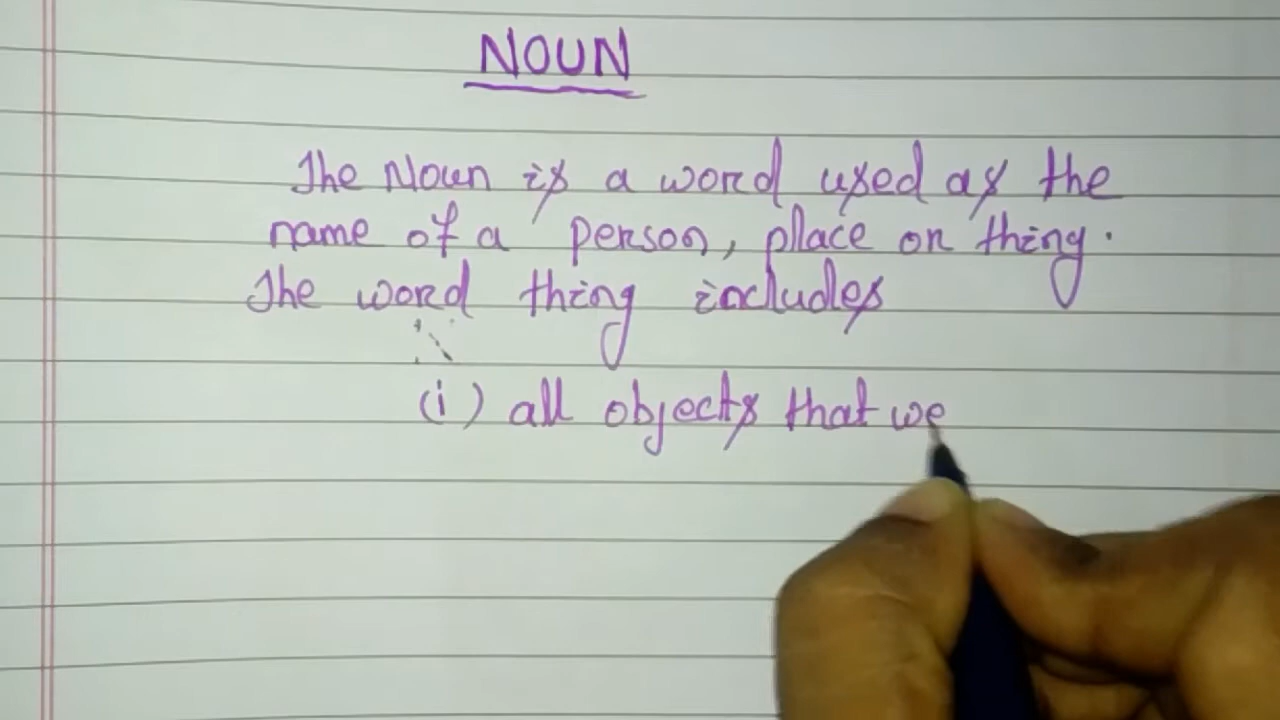 NOUN
The Noun is a word used as the
name of a person, place or thing.
The word thing includes
(i) all objects that we